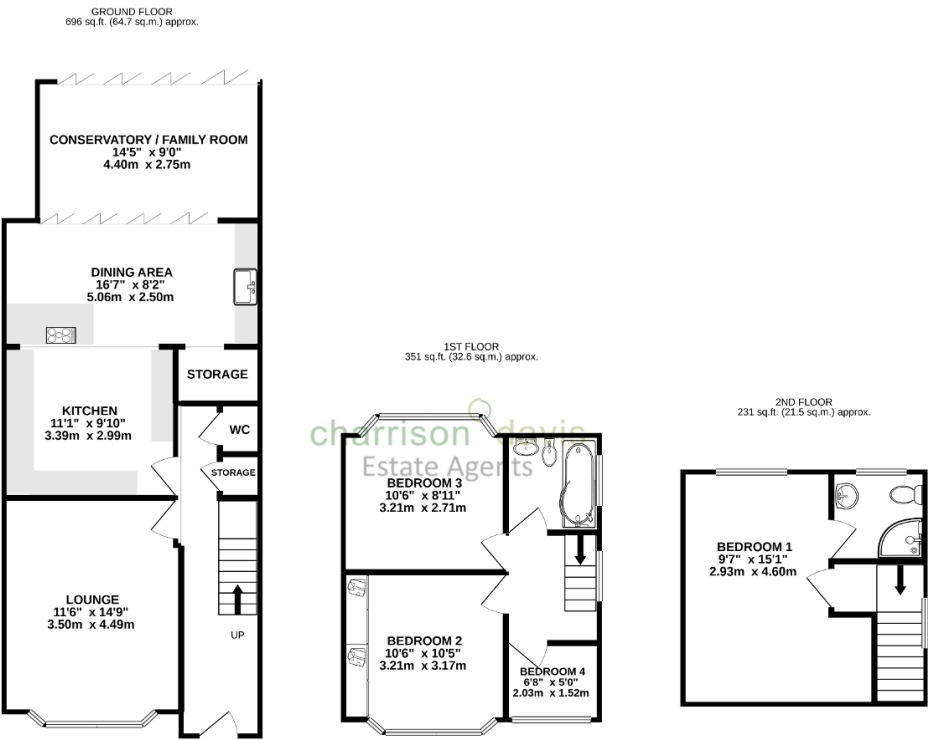 GROUND FLOOR
696 sq.ft. (64.7 sq.m.) approx.
CONSERVATORY / FAMILY ROOM
14'5" x 9'0"
4.40m x 2.75m
DINING AREA
16'7" x 8'2"
5.06m x 2.50m
STORAGE
KITCHEN
11'1" x 9'10"
3.39m x 2.99m
WC
STORAGE
LOUNGE
11'6" x 14'9"
3.50m x 4.49m
UP
1ST FLOOR
351 sq.ft. (32.6 sq.m.) approx.
charrison davis
Estate Agents
BEDROOM 3
10'6" x 8'11"
3.21m x 2.71m
BEDROOM 2
10'6" x 10'5"
3.21m x 3.17m
BEDROOM 4
6'8" x 5'0"
2.03m x 1.52m
2ND FLOOR
231 sq.ft. (21.5 sq.m.) approx.
BEDROOM 1
9'7" x 15'1"
2.93m x 4.60m